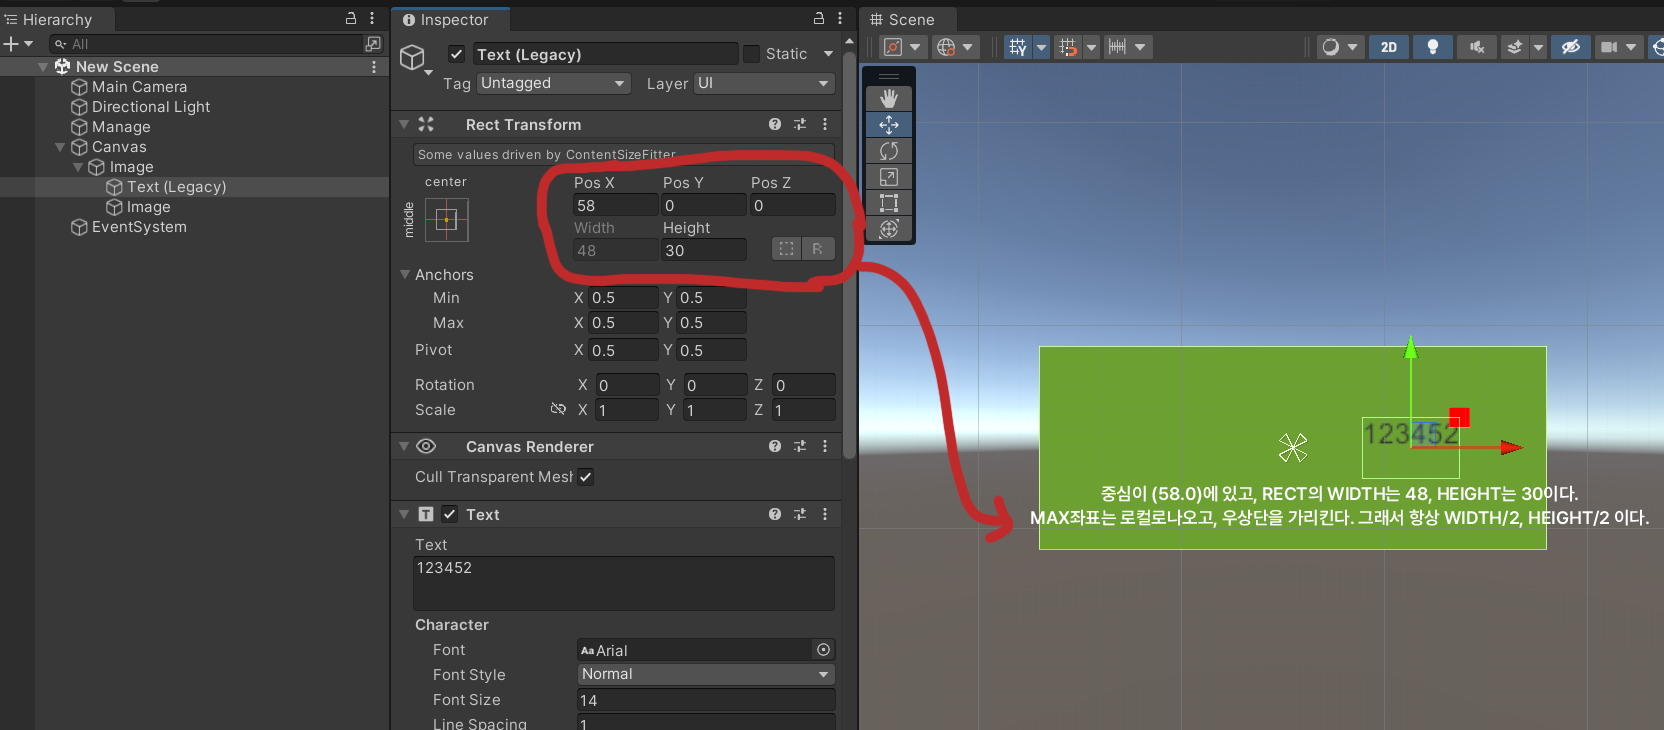 Hierarchy
All
New Scene
Main Camera
Directional Light
Manage
Canvas
Image
Text (Legacy)
Image
EventSystem
Inspector
Text (Legacy)
Static
Tag Untagged Layer UI
Rect Transform
Some values driven by ContentSizeFitter.
center
middle
Pos X Pos Y Pos Z
58 0 0
Width Height
48 30 R
Anchors
Min X 0.5 Y 0.5
Max X 0.5 Y 0.5
Pivot X 0.5 Y 0.5
Rotation X 0 Y 0 Z 0
Scale X 1 Y 1 Z 1
Canvas Renderer
Cull Transparent Mesh
Text
Text
123452
Character
Font Aa Arial
Font Style Normal
Font Size 14
Line Spacing 1
Scene
2D
123452
중심이 (58.0)에 있고, RECT의 WIDTH는 48, HEIGHT는 30이다.
MAX좌표는 로컬로나오고, 우상단을 가리킨다. 그래서 항상 WIDTH/2, HEIGHT/2 이다.